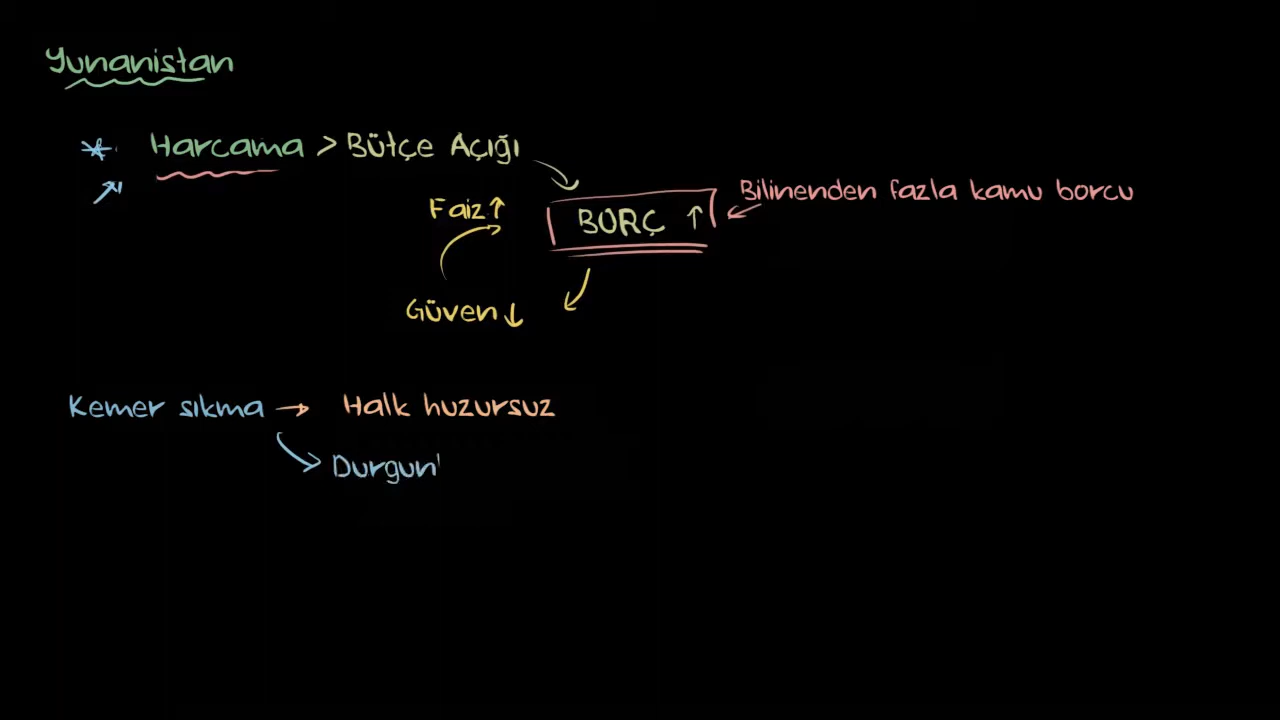 Yunanistan
* Harcama > Bütçe Açığı
Bilinenden fazla kamu borcu
Faiz ↑
BORÇ ↑
Güven ↓
Kemer sıkma → Halk huzursuz
Durgun